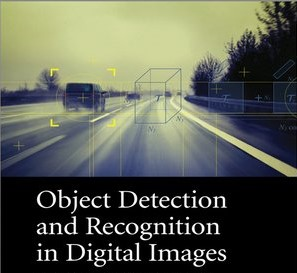 Object Detection
and Recognition
in Digital Images